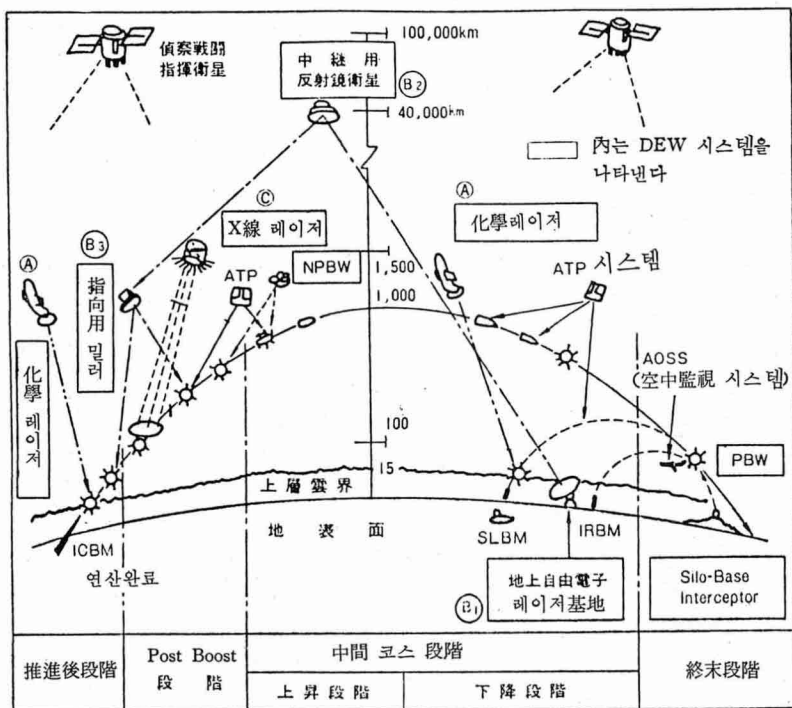 100,000km
偵察戰鬪
指揮衛星
中繼用
反射鏡衛星
B2
40,000km
內는 DEW 시스템을
나타낸다
C
X線 레이저
A
化學레이저
B3
指向用 밀러
ATP
NPBW
1,500
ATP 시스템
A
1,000
化學 레이저
AOSS
(空中監視 시스템)
100
PBW
15
上層雲界
地表面
ICBM
연산완료
SLBM
IRBM
B1
地上自由電子
레이저基地
Silo-Base
Interceptor
推進後段階
Post Boost
段階
中間 코스 段階
終末段階
上昇段階
下降段階